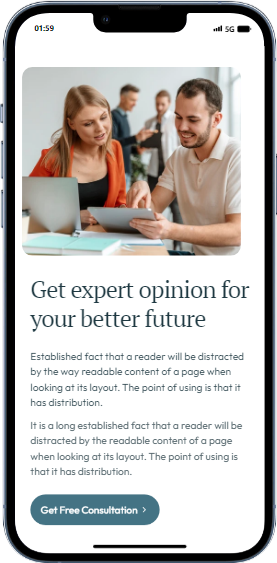 01:59 5G
Get expert opinion for
your better future
Established fact that a reader will be distracted
by the way readable content of a page when
looking at its layout. The point of using is that it
has distribution.
It is a long established fact that a reader will be
distracted by the readable content of a page
when looking at its layout. The point of using is
that it has distribution.
Get Free Consultation